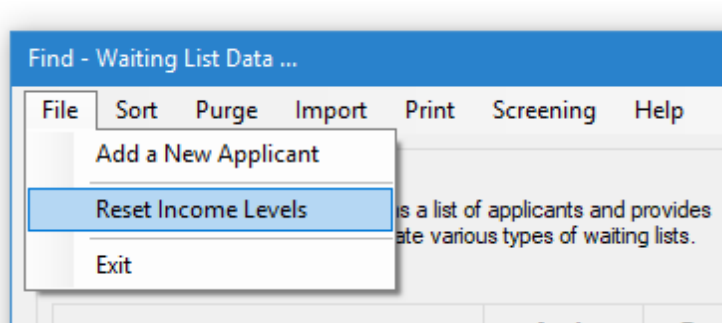 Find - Waiting List Data ...
File Sort Purge Import Print Screening Help
Add a New Applicant
Reset Income Levels
is a list of applicants and provides
ate various types of waiting lists.
Exit